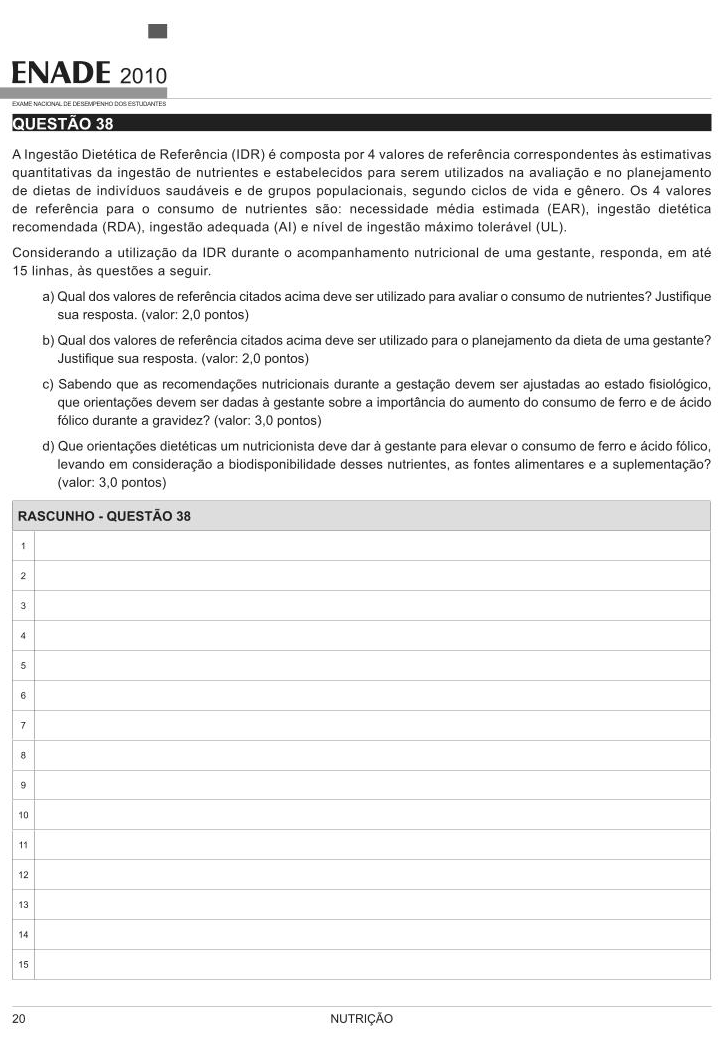 ENADE 2010
EXAME NACIONAL DE DESEMPENHO DOS ESTUDANTES
QUESTÃO 38
A Ingestão Dietética de Referência (IDR) é composta por 4 valores de referência correspondentes às estimativas
quantitativas da ingestão de nutrientes e estabelecidos para serem utilizados na avaliação e no planejamento
de dietas de indivíduos saudáveis e de grupos populacionais, segundo ciclos de vida e gênero. Os 4 valores
de referência para o consumo de nutrientes são: necessidade média estimada (EAR), ingestão dietética
recomendada (RDA), ingestão adequada (AI) e nível de ingestão máximo tolerável (UL).
Considerando a utilização da IDR durante o acompanhamento nutricional de uma gestante, responda, em até
15 linhas, às questões a seguir.
a) Qual dos valores de referência citados acima deve ser utilizado para avaliar o consumo de nutrientes? Justifique
sua resposta. (valor: 2,0 pontos)
b) Qual dos valores de referência citados acima deve ser utilizado para o planejamento da dieta de uma gestante?
Justifique sua resposta. (valor: 2,0 pontos)
c) Sabendo que as recomendações nutricionais durante a gestação devem ser ajustadas ao estado fisiológico,
que orientações devem ser dadas à gestante sobre a importância do aumento do consumo de ferro e de ácido
fólico durante a gravidez? (valor: 3,0 pontos)
d) Que orientações dietéticas um nutricionista deve dar à gestante para elevar o consumo de ferro e ácido fólico,
levando em consideração a biodisponibilidade desses nutrientes, as fontes alimentares e a suplementação?
(valor: 3,0 pontos)
RASCUNHO - QUESTÃO 38
1
2
3
4
5
6
7
8
9
10
11
12
13
14
15
20
NUTRIÇÃO